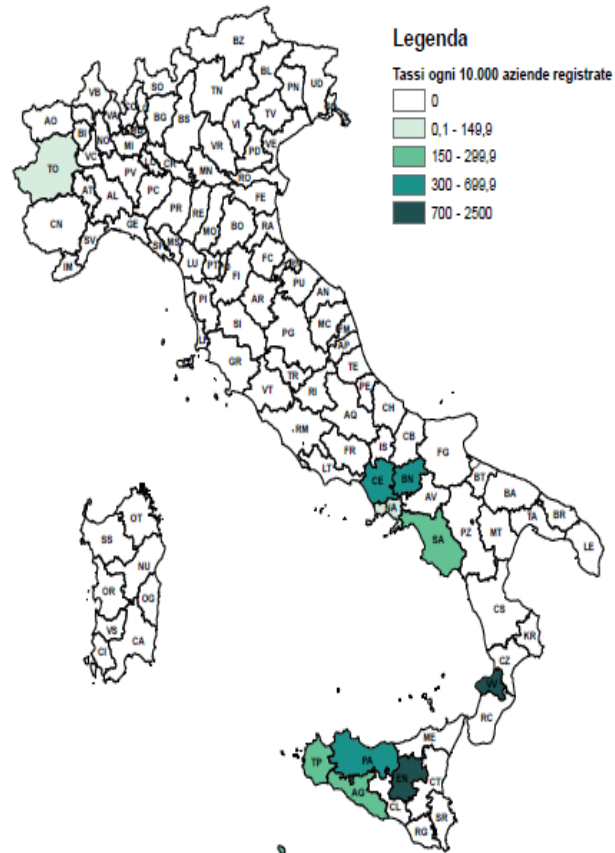 Legenda
Tassi ogni 10.000 aziende registrate
0
0,1 - 149,9
150 - 299,9
300 - 699,9
700 - 2500
BZ
VB
SO
TN
BL
PN
UD
AO
VA
BG
BS
VI
TV
BI
NO
MI
VR
PD
VE
TO
VC
PV
CR
MN
RO
AT
AL
PC
PR
RE
FE
CN
GE
MO
BO
RA
SV
MS
IM
LU
PT
FI
FC
PU
AN
PI
AR
SI
PG
MC
AP
GR
TE
VT
TR
RI
PE
AQ
CH
RM
FR
IS
CB
LT
FG
CE
BN
BT
AV
BA
SA
PZ
MT
TA
BR
LE
OT
SS
NU
OR
OG
VS
CA
CI
CS
KR
CZ
VV
RC
ME
TP
PA
EN
AG
CT
CL
SR
RG